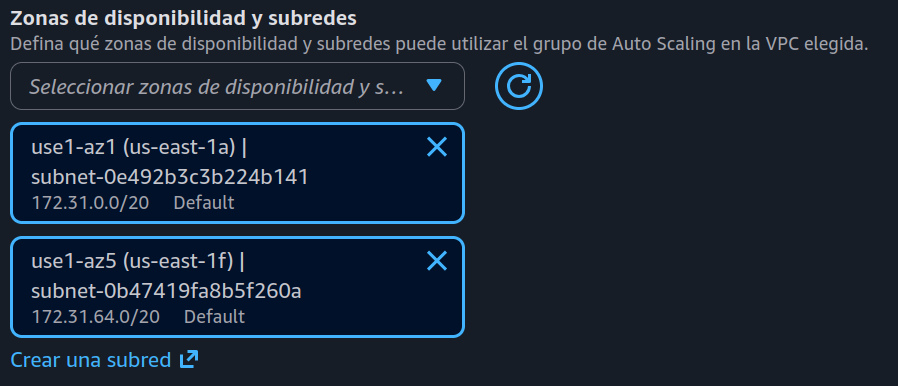 Zonas de disponibilidad y subredes
Defina qué zonas de disponibilidad y subredes puede utilizar el grupo de Auto Scaling en la VPC elegida.
Seleccionar zonas de disponibilidad y s...
use1-az1 (us-east-1a) |
subnet-0e492b3c3b224b141
172.31.0.0/20 Default
use1-az5 (us-east-1f) |
subnet-0b47419fa8b5f260a
172.31.64.0/20 Default
Crear una subred